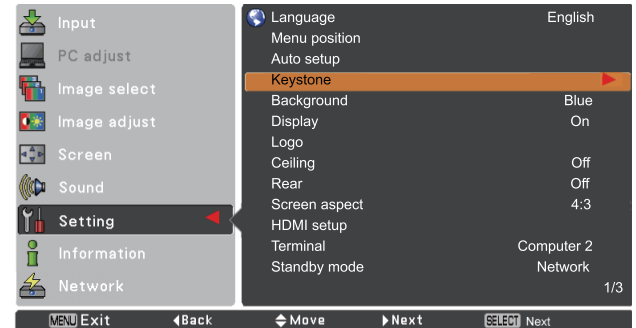 Input
PC adjust
Image select
Image adjust
Screen
Sound
Setting
Information
Network
Language English
Menu position
Auto setup
Keystone
Background Blue
Display On
Logo
Ceiling Off
Rear Off
Screen aspect 4:3
HDMI setup
Terminal Computer 2
Standby mode Network
1/3
MENU Exit Back Move Next SELECT Next